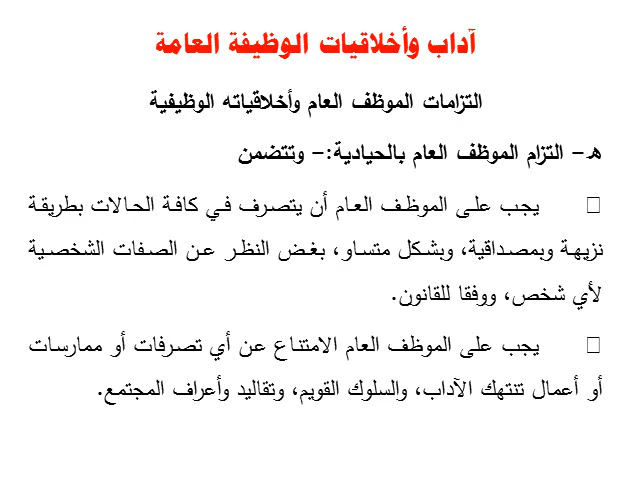 آداب وأخلاقيات الوظيفة العامة
التزامات الموظف العام وأخلاقياته الوظيفية
هـ- التزام الموظف العام بالحيادية:- وتتضمن
□ يجب على الموظف العام أن يتصرف في كافة الحالات بطريقة
نزيهة وبمصداقية، وبشكل متساو، بغض النظر عن الصفات الشخصية
لأي شخص، ووفقا للقانون.
□ يجب على الموظف العام الامتناع عن أي تصرفات أو ممارسات
أو أعمال تنتهك الآداب، والسلوك القويم، وتقاليد وأعراف المجتمع.